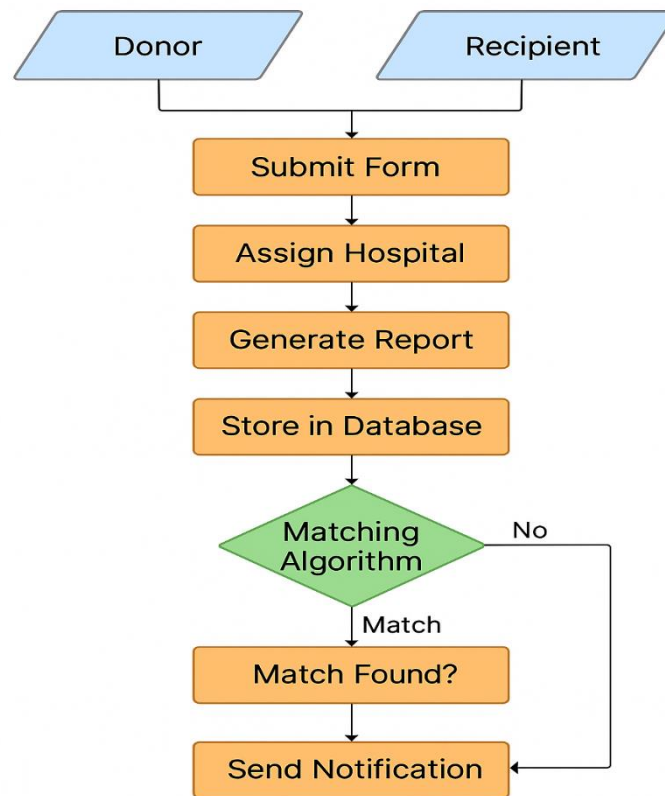 Donor
Recipient
Submit Form
Assign Hospital
Generate Report
Store in Database
Matching
Algorithm
No
Match
Match Found?
Send Notification